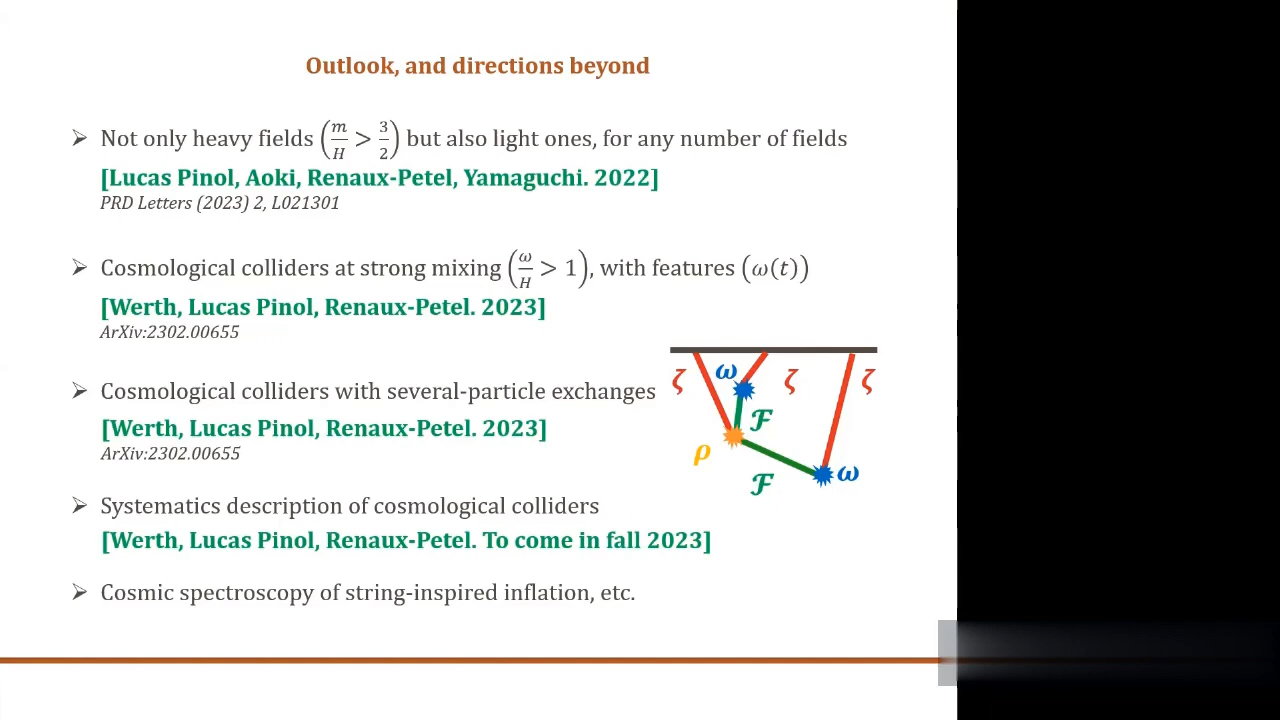 Outlook, and directions beyond
➢ Not only heavy fields (m/H > 3/2) but also light ones, for any number of fields
[Lucas Pinol, Aoki, Renaux-Petel, Yamaguchi. 2022]
PRD Letters (2023) 2, L021301
➢ Cosmological colliders at strong mixing (ω/H > 1), with features (ω(t))
[Werth, Lucas Pinol, Renaux-Petel. 2023]
ArXiv:2302.00655
➢ Cosmological colliders with several-particle exchanges
[Werth, Lucas Pinol, Renaux-Petel. 2023]
ArXiv:2302.00655
ζ ω ζ ζ
ℱ
ρ
ℱ ω
➢ Systematics description of cosmological colliders
[Werth, Lucas Pinol, Renaux-Petel. To come in fall 2023]
➢ Cosmic spectroscopy of string-inspired inflation, etc.